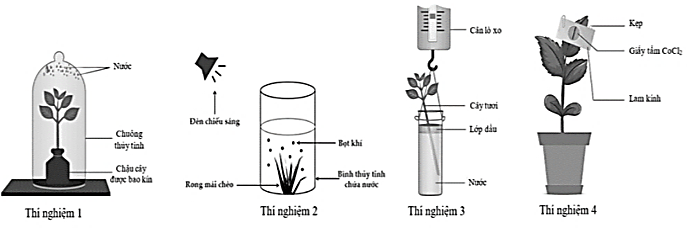 Nước
Chuông
thủy tinh
Chậu cây
được bao kín
Thí nghiệm 1
Đèn chiếu sáng
Bọt khí
Rong mái chèo
Bình thủy tinh
chứa nước
Thí nghiệm 2
Cân lò xo
Cây tươi
Lớp dầu
Nước
Thí nghiệm 3
Kẹp
Giấy tẩm CoCl₂
Lam kính
Thí nghiệm 4